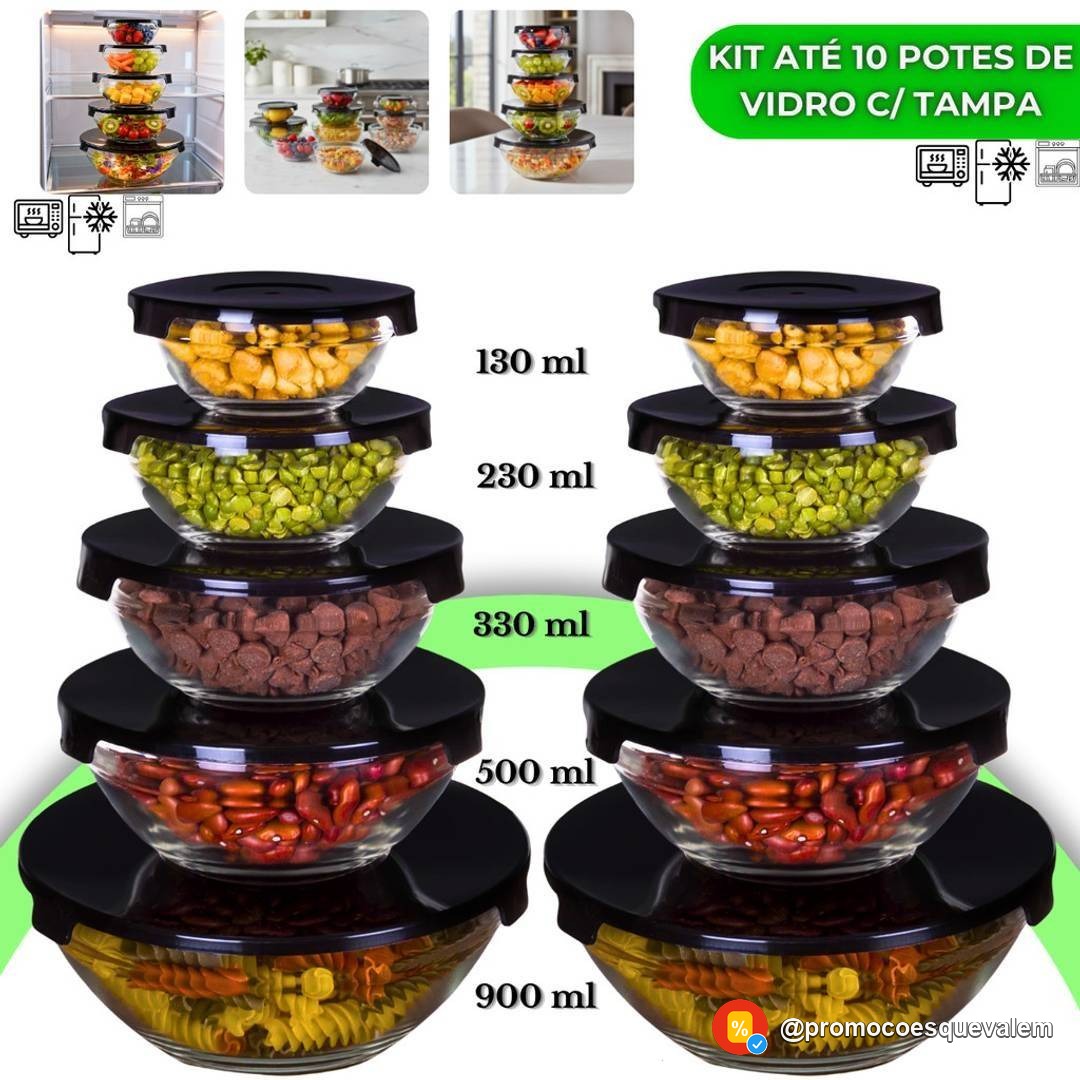 KIT ATÉ 10 POTES DE
VIDRO C/ TAMPA
130 ml
230 ml
330 ml
500 ml
900 ml
%
@promocoesquevalem